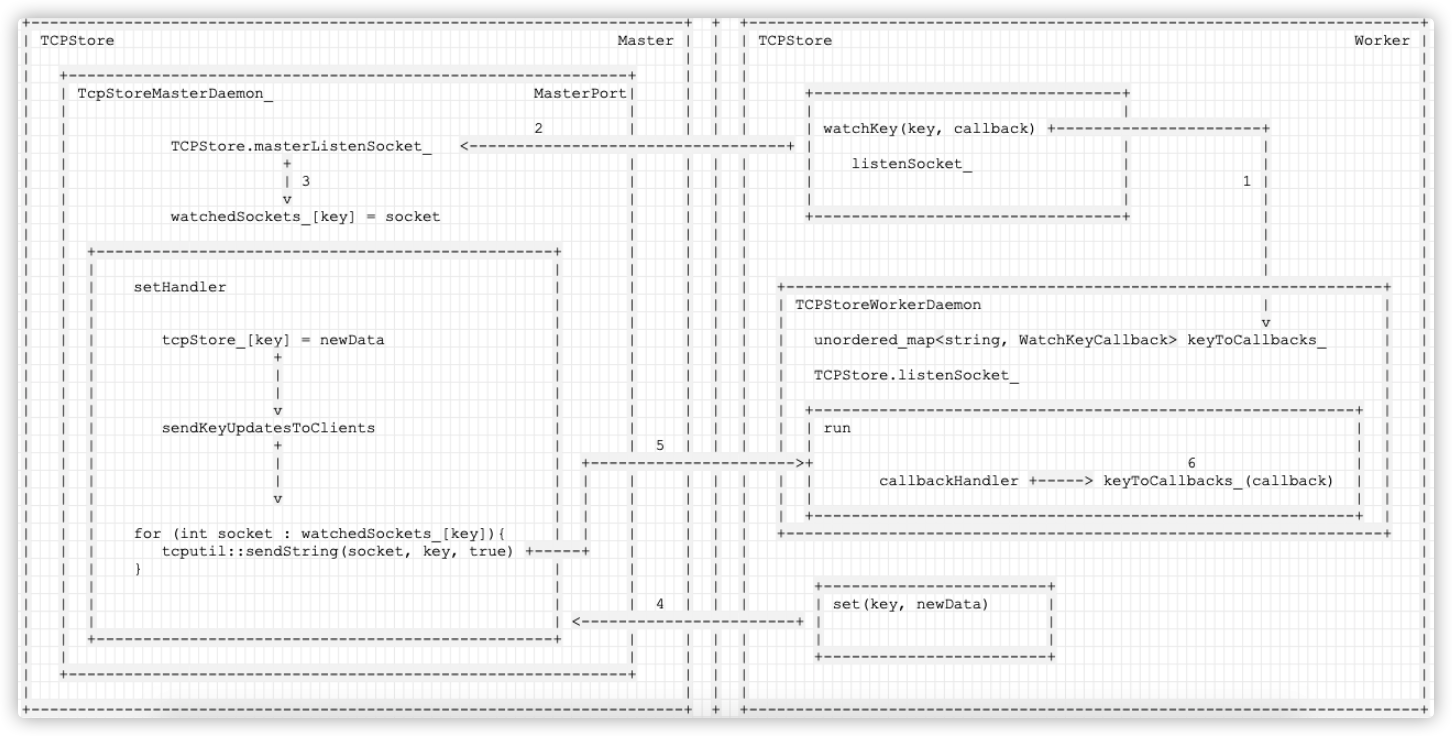 TCPStore Master
TCPStore Worker
TcpStoreMasterDaemon_ MasterPort
2
TCPStore.masterListenSocket_
3
watchedSockets_[key] = socket
watchKey(key, callback)
listenSocket_
1
setHandler
tcpStore_[key] = newData
sendKeyUpdatesToClients
for (int socket : watchedSockets_[key]){
tcputil::sendString(socket, key, true)
}
TCPStoreWorkerDaemon
unordered_map<string, WatchKeyCallback> keyToCallbacks_
TCPStore.listenSocket_
run
5
6
callbackHandler +-----> keyToCallbacks_(callback)
4
set(key, newData)